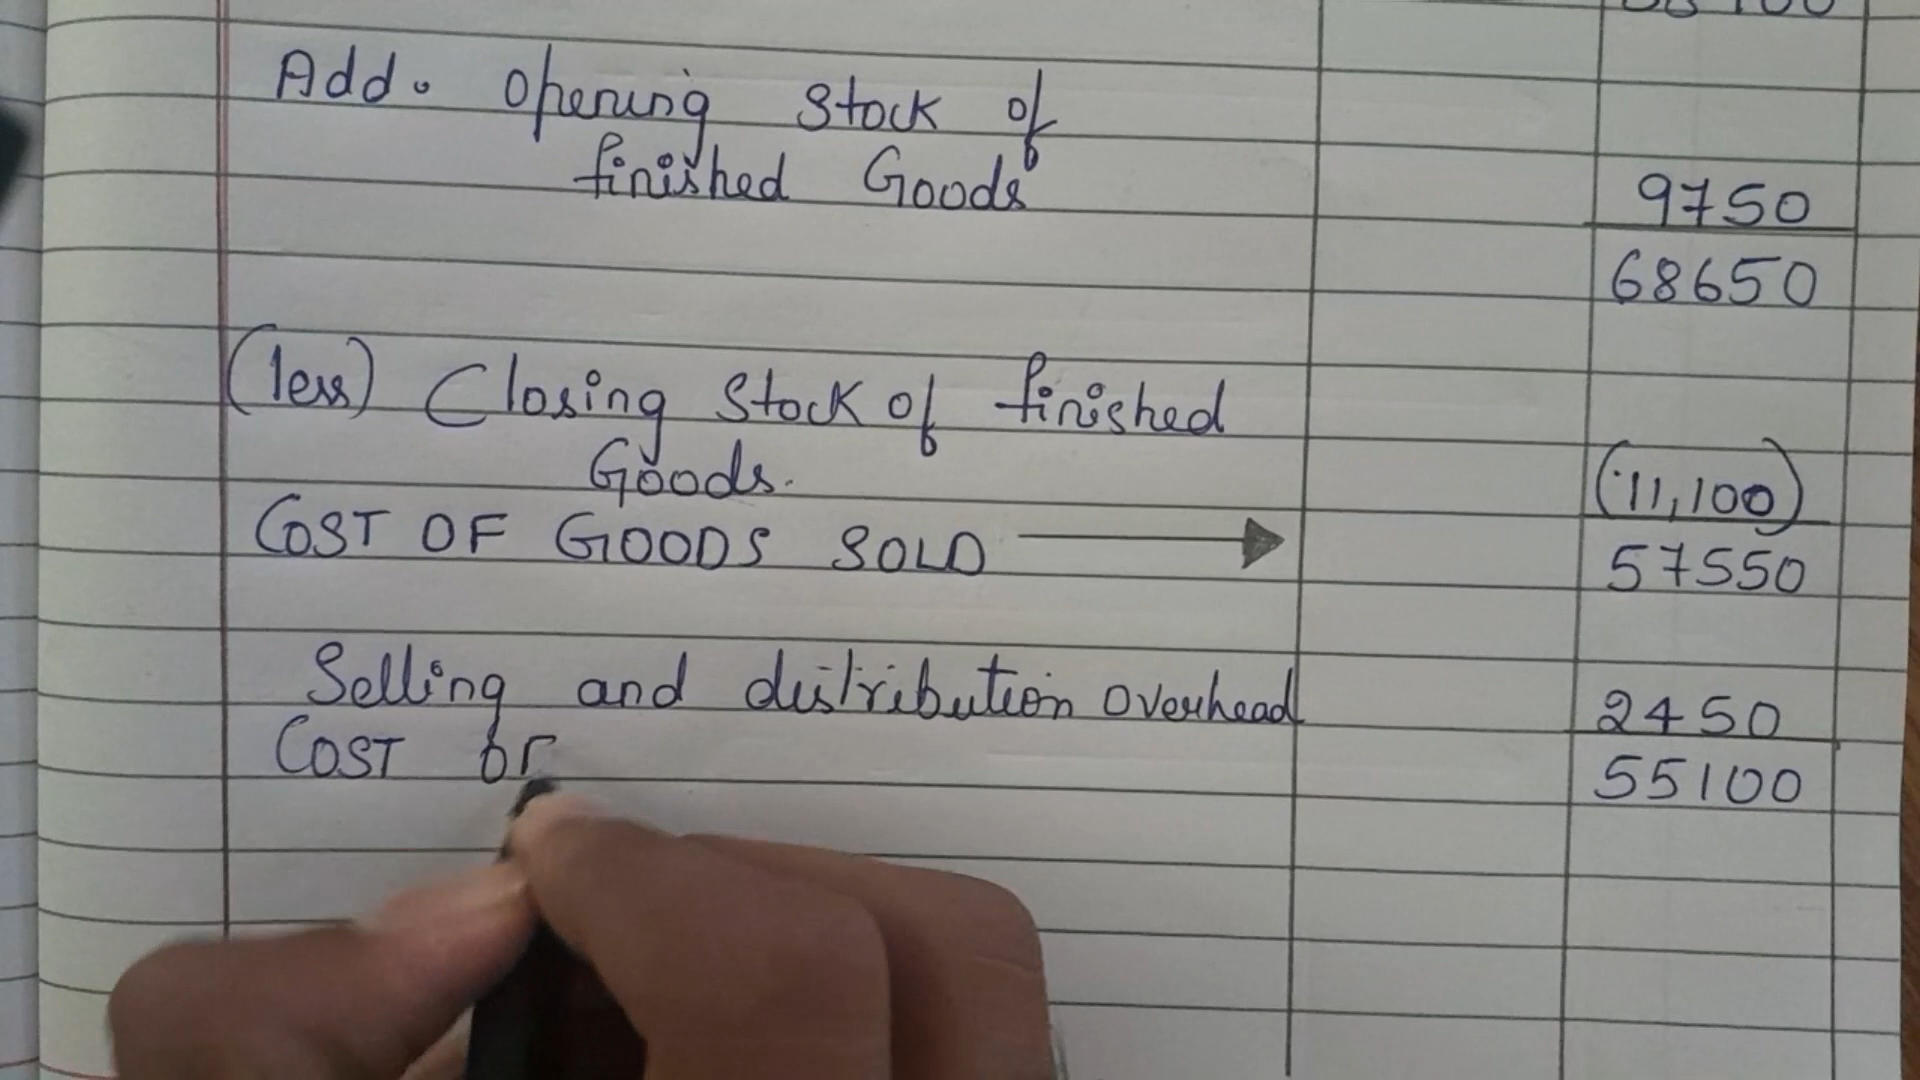 Add. Opening Stock of
finished Goods
9750
68650
(less) Closing Stock of finished
Goods.
(11,100)
COST OF GOODS SOLD
57550
Selling and distribution overhead
2450
COST OF
55100